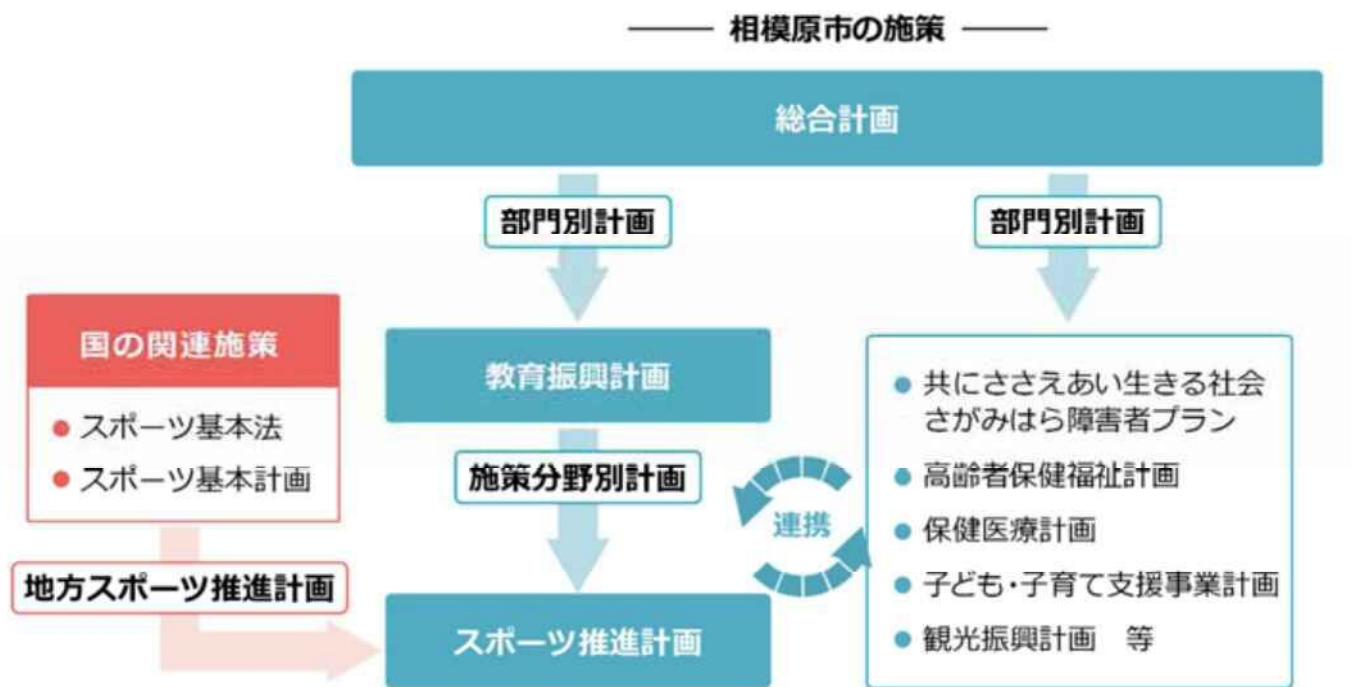 相模原市の施策
総合計画
部門別計画
部門別計画
国の関連施策
スポーツ基本法
スポーツ基本計画
地方スポーツ推進計画
教育振興計画
施策分野別計画
スポーツ推進計画
連携
共にささえあい生きる社会
さがみはら障害者プラン
高齢者保健福祉計画
保健医療計画
子ども・子育て支援事業計画
観光振興計画　等